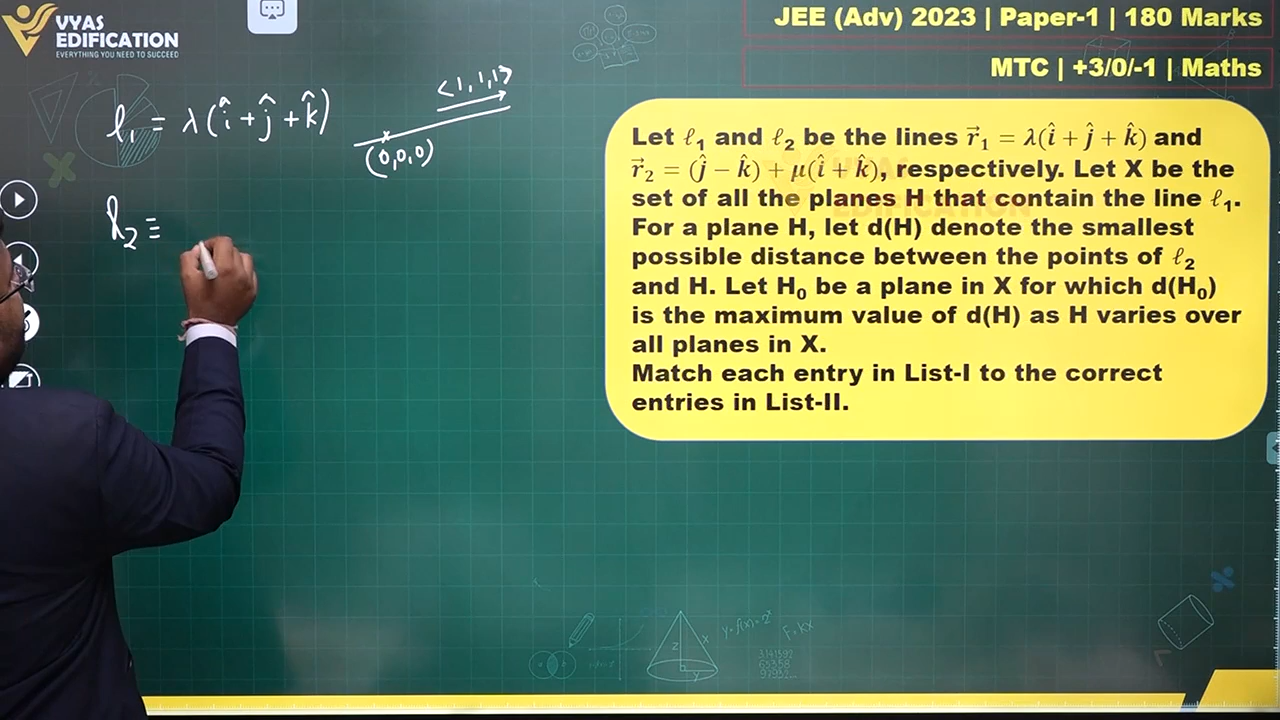 VYAS
EDIFICATION
EVERYTHING YOU NEED TO SUCCEED
JEE (Adv) 2023 | Paper-1 | 180 Marks
MTC | +3/0/-1 | Maths
ℓ₁ ≡ λ(î + ĵ + k̂)
<1,1,1>
(0,0,0)
ℓ₂ ≡
Let ℓ₁ and ℓ₂ be the lines r⃗₁ = λ(î + ĵ + k̂) and
r⃗₂ = (ĵ − k̂) + μ(î + k̂), respectively. Let X be the
set of all the planes H that contain the line ℓ₁.
For a plane H, let d(H) denote the smallest
possible distance between the points of ℓ₂
and H. Let H₀ be a plane in X for which d(H₀)
is the maximum value of d(H) as H varies over
all planes in X.
Match each entry in List-I to the correct
entries in List-II.